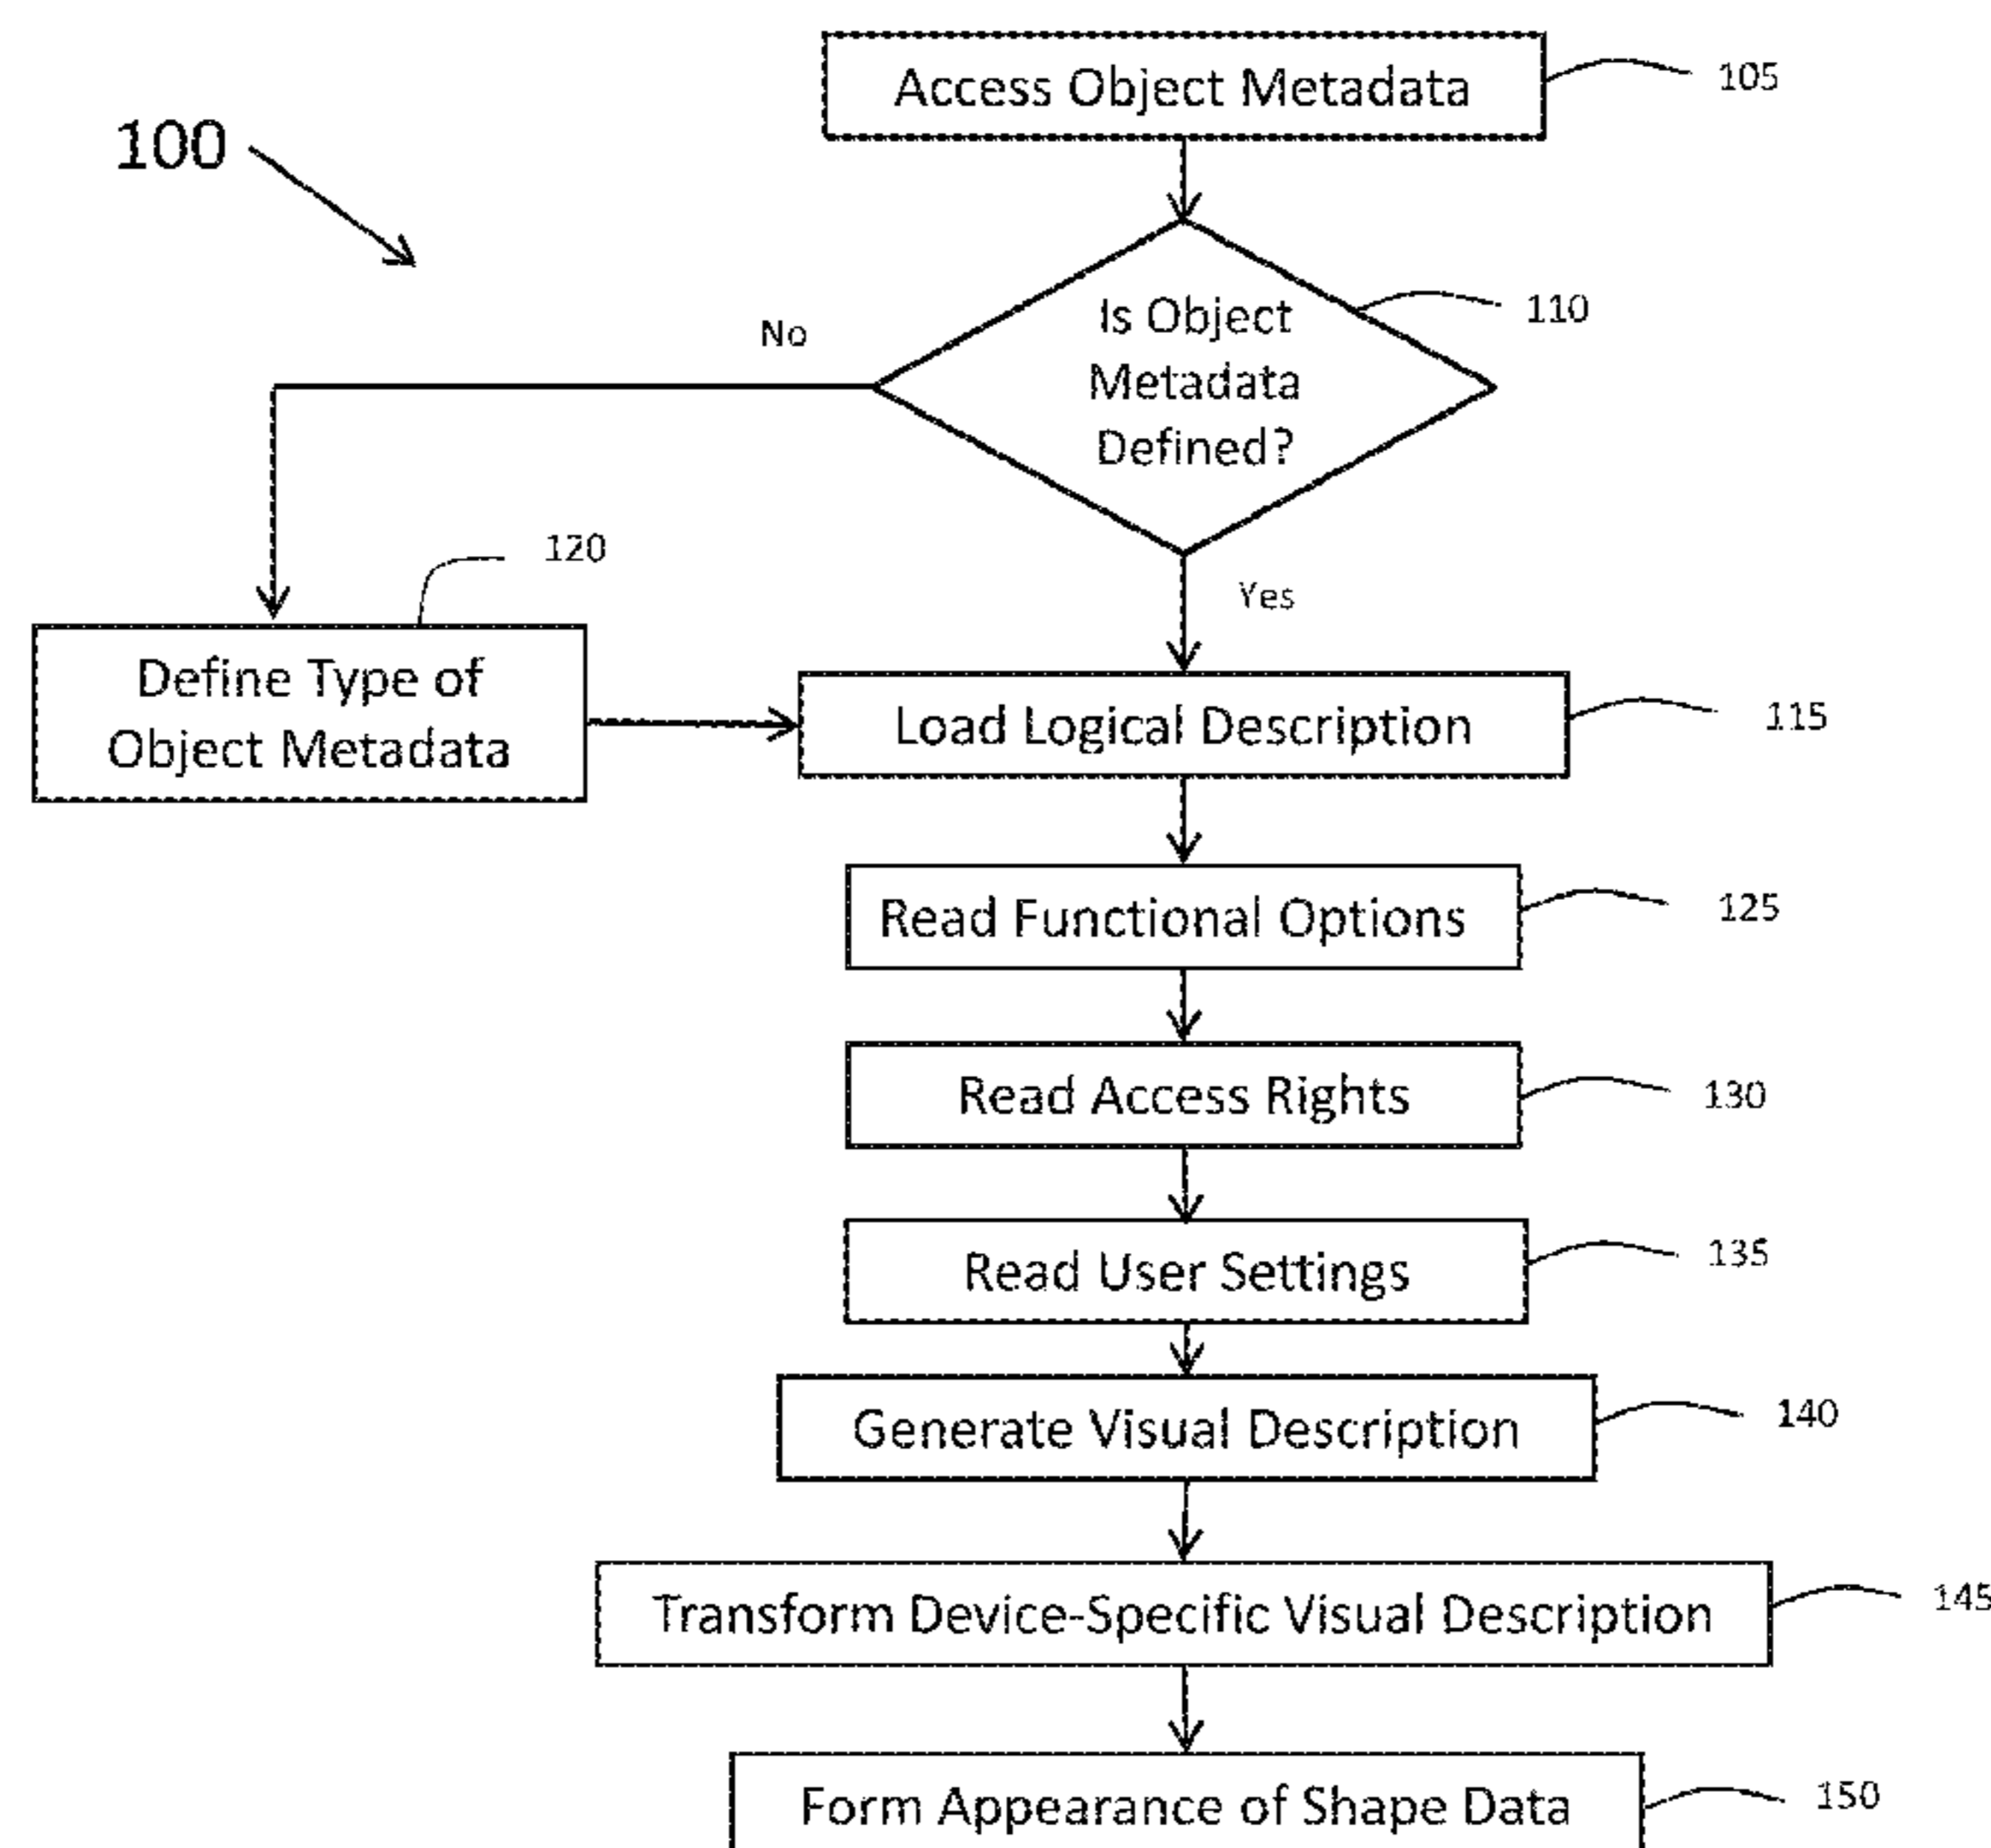 Access Object Metadata
105
100
Is Object
Metadata
Defined?
110
No
Yes
120
Define Type of
Object Metadata
Load Logical Description
115
Read Functional Options
125
Read Access Rights
130
Read User Settings
135
Generate Visual Description
140
Transform Device-Specific Visual Description
145
Form Appearance of Shape Data
150